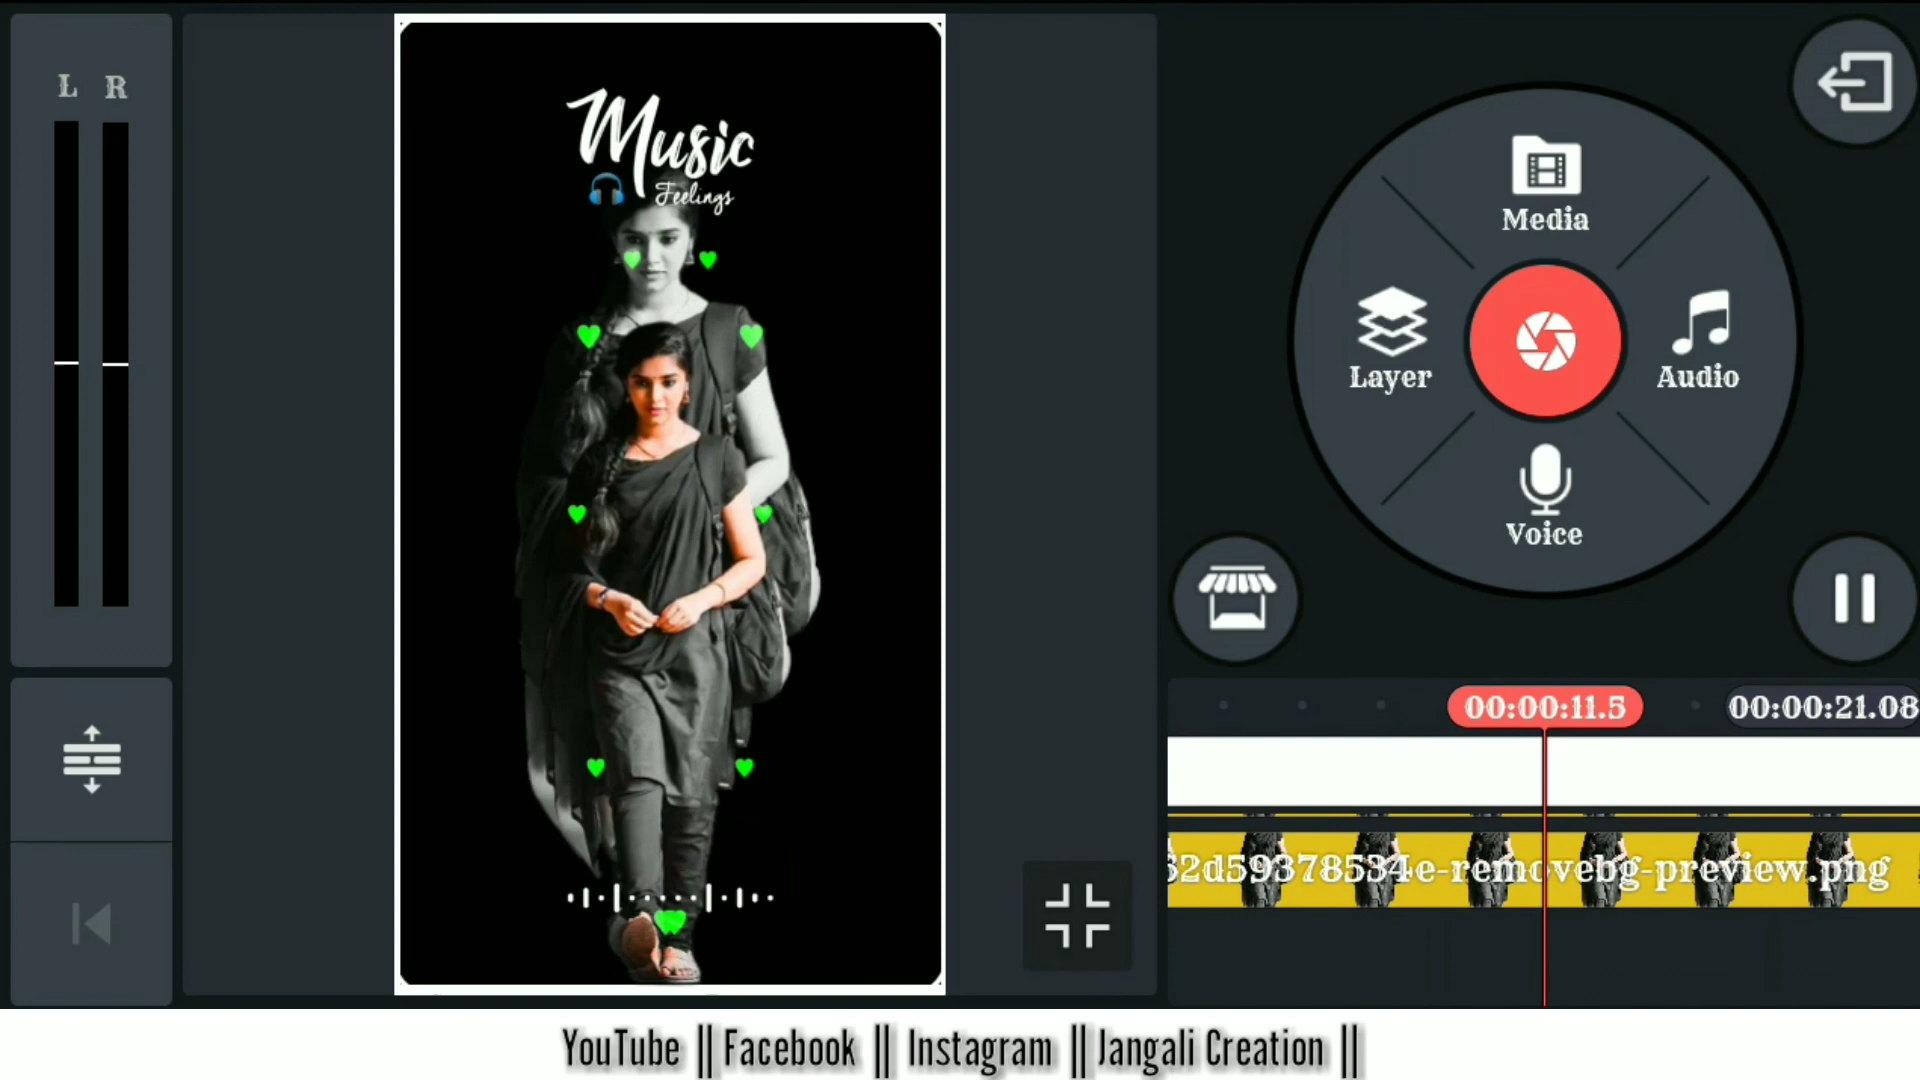 L R
Music
Feelings
Media
Layer
Audio
Voice
00:00:11.5
00:00:21.08
62d59378534e-removebg-preview.png
YouTube || Facebook || Instagram || Jangali Creation ||